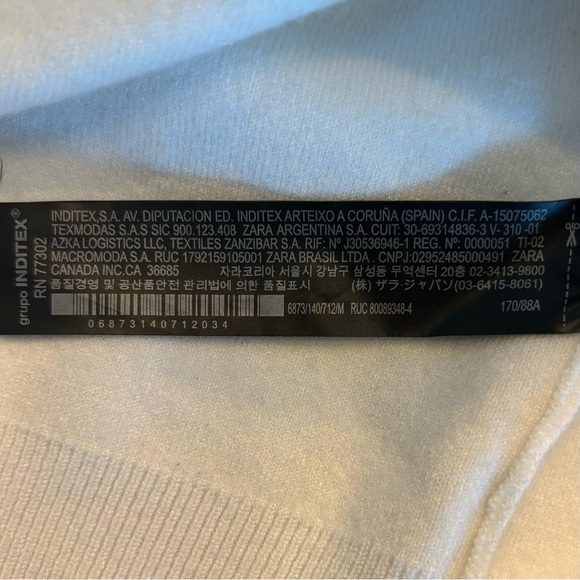 grupo INDITEX®
RN 77302
INDITEX,S.A. AV. DIPUTACION ED. INDITEX ARTEIXO A CORUÑA (SPAIN) C.I.F. A-15075062
TEXMODAS S.A.S SIC 900.123.408 ZARA ARGENTINA S.A. CUIT: 30-69314836-3 V-310-01
AZKA LOGISTICS LLC, TEXTILES ZANZIBAR S.A. RIF: Nº J30536946-1 REG. Nº 0000051 TI-02
MACROMODA S.A. RUC 1792159105001 ZARA BRASIL LTDA. CNPJ:02952485000491 ZARA
CANADA INC.CA 36685 자라코리아 서울시 강남구 삼성동 무역센터 20층 02-3413-9800
품질경영 및 공산품안전 관리법에 의한 품질표시 (株) ザラ・ジャパン(03-6415-8061)
6873/140/712/M RUC 80089348-4 170/88A
06873140712034